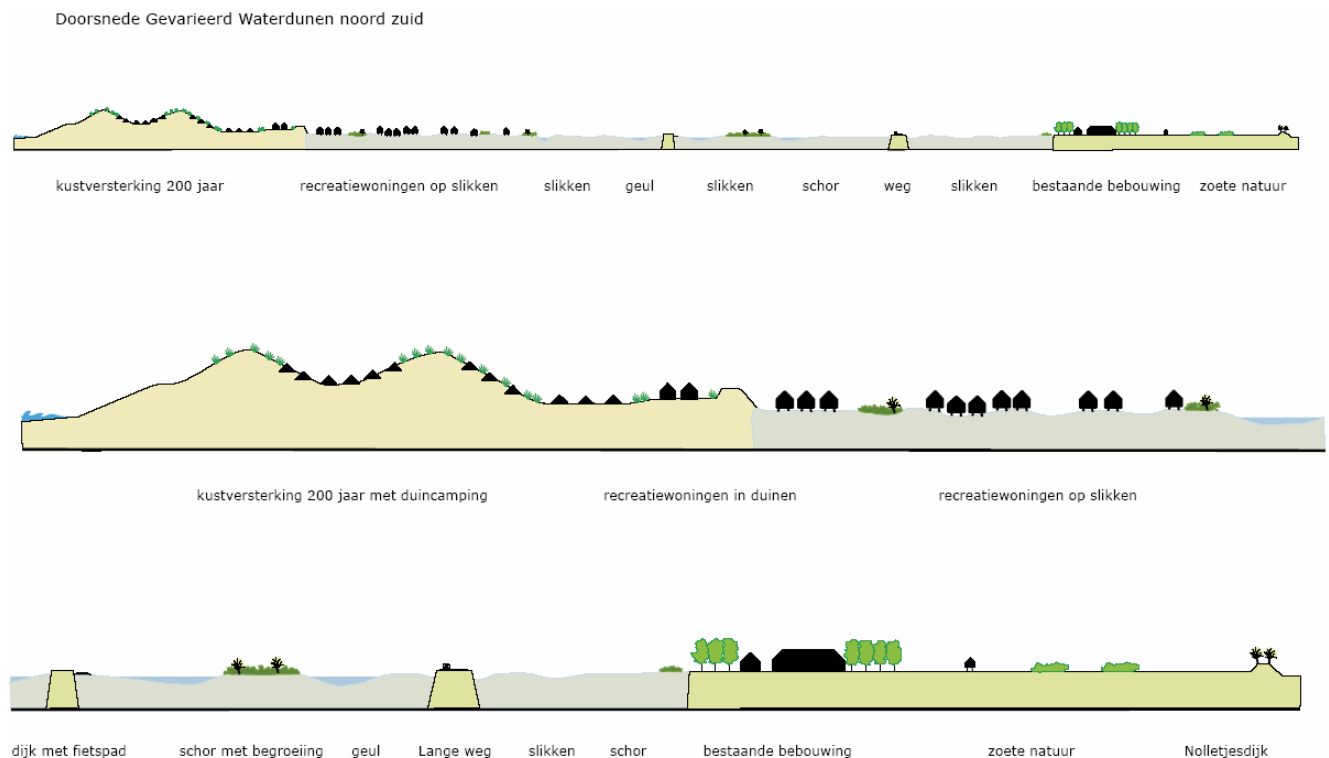 Doorsnede Gevarieerd Waterdunen noord zuid
kustversterking 200 jaar recreatiewoningen op slikken slikken geul slikken schor weg slikken bestaande bebouwing zoete natuur
kustversterking 200 jaar met duincamping recreatiewoningen in duinen recreatiewoningen op slikken
dijk met fietspad schor met begroeiing geul Lange weg slikken schor bestaande bebouwing zoete natuur Nolletjesdijk